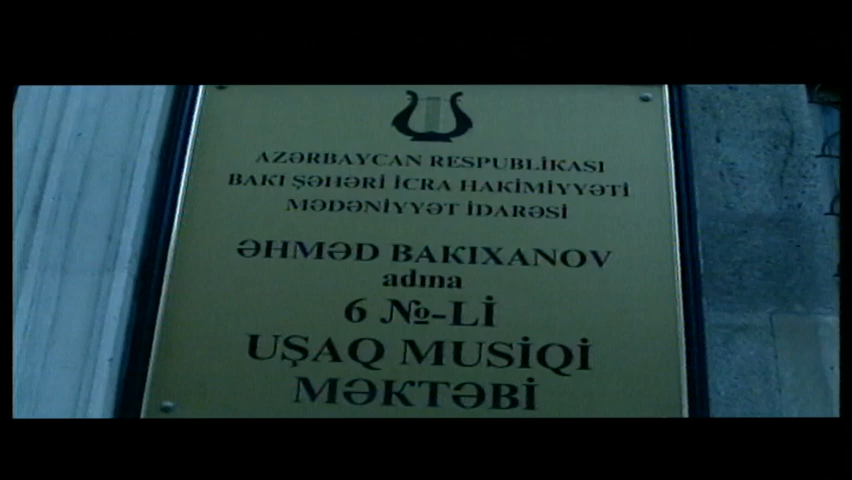 AZƏRBAYCAN RESPUBLİKASI
BAKI ŞƏHƏRİ İCRA HAKİMİYYƏTİ
MƏDƏNİYYƏT İDARƏSİ
ƏHMƏD BAKIXANOV
adına
6 №-Lİ
UŞAQ MUSİQİ
MƏKTƏBİ